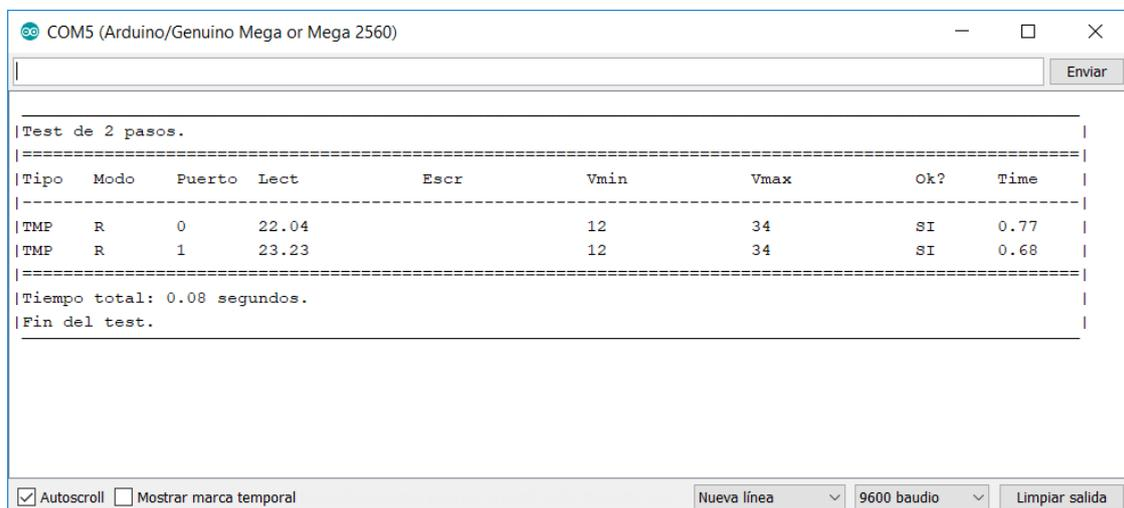 COM5 (Arduino/Genuino Mega or Mega 2560)
Enviar
|Test de 2 pasos. |
|=======================================================================================================|
|Tipo Modo Puerto Lect Escr Vmin Vmax Ok? Time |
|-------------------------------------------------------------------------------------------------------|
|TMP R 0 22.04 12 34 SI 0.77 |
|TMP R 1 23.23 12 34 SI 0.68 |
|=======================================================================================================|
|Tiempo total: 0.08 segundos. |
|Fin del test. |
Autoscroll Mostrar marca temporal Nueva línea 9600 baudio Limpiar salida